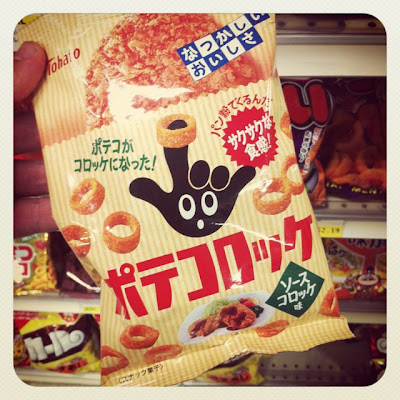 Tohato
なつかしい
おいしさ
ポテコが
コロッケになった!
パン粉でくるんだ
サクサクな
食感!
ポテコロッケ
ソース
コロッケ
味
(スナック菓子)
$2.19